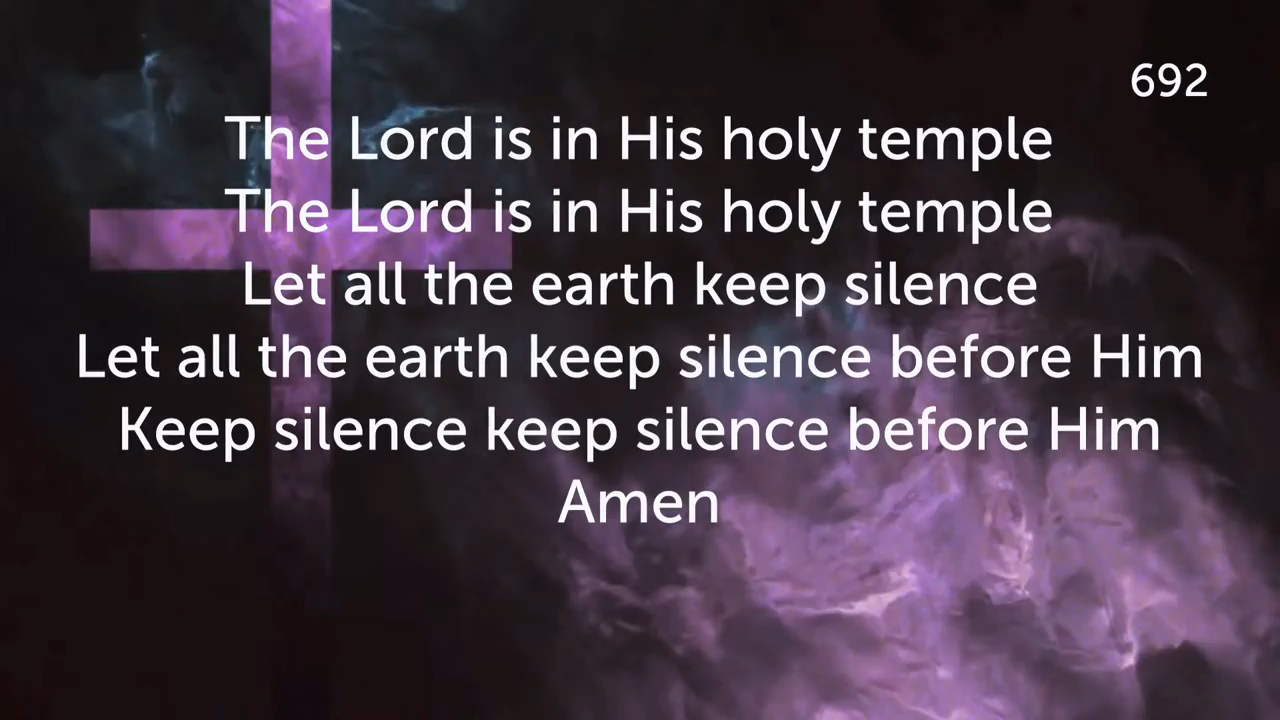 692
The Lord is in His holy temple
The Lord is in His holy temple
Let all the earth keep silence
Let all the earth keep silence before Him
Keep silence keep silence before Him
Amen